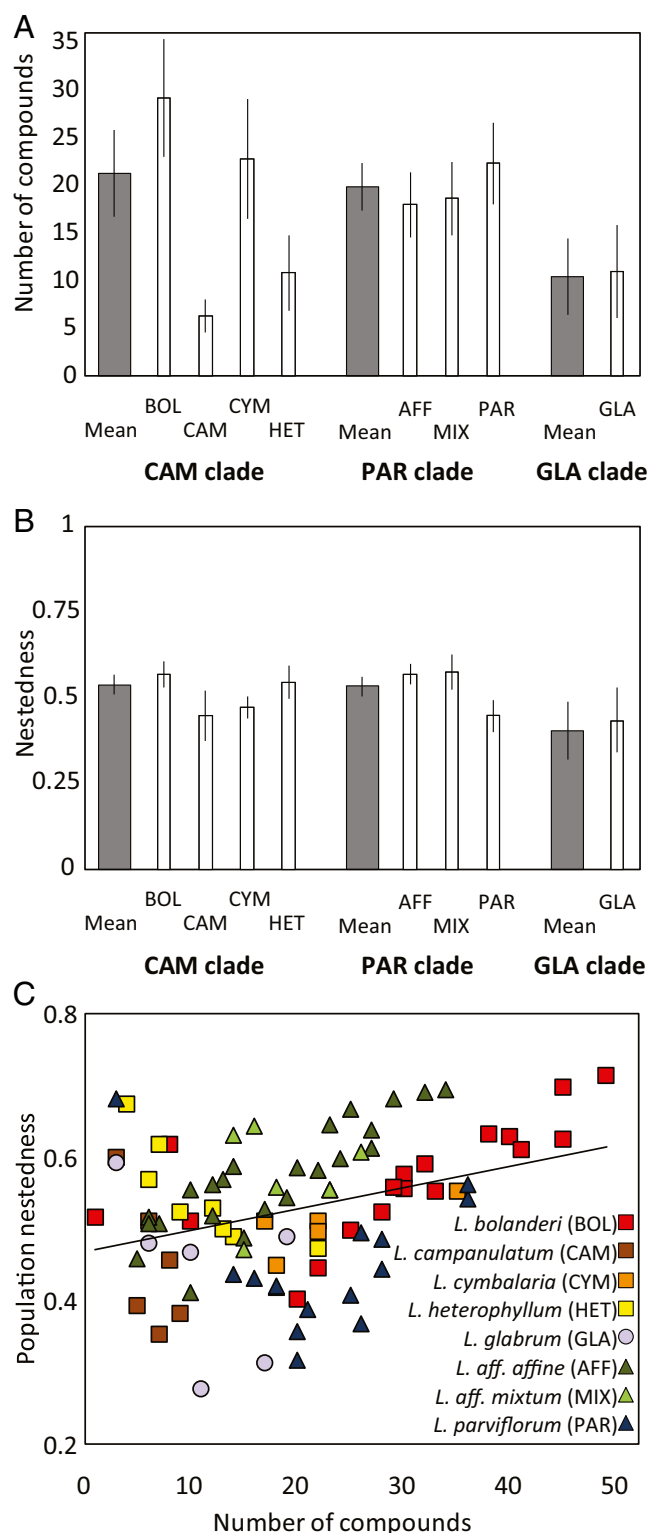 A
35
30
25
20
15
10
5
0
Number of compounds
Mean BOL CAM CYM HET Mean AFF MIX PAR Mean GLA
CAM clade PAR clade GLA clade
B
1
0.75
0.5
0.25
0
Nestedness
Mean BOL CAM CYM HET Mean AFF MIX PAR Mean GLA
CAM clade PAR clade GLA clade
C
0.8
0.6
0.4
0.2
Population nestedness
L. bolanderi (BOL)
L. campanulatum (CAM)
L. cymbalaria (CYM)
L. heterophyllum (HET)
L. glabrum (GLA)
L. aff. affine (AFF)
L. aff. mixtum (MIX)
L. parviflorum (PAR)
0 10 20 30 40 50
Number of compounds